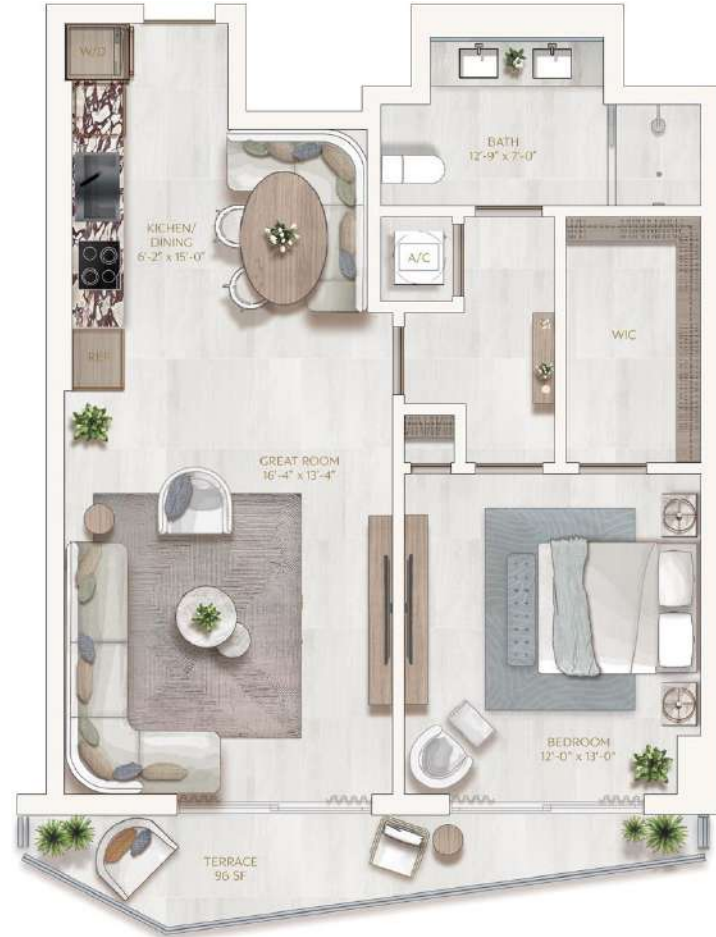 W/D
BATH
12'-9" x 7'-0"
KICHEN/
DINING
6'-2" x 15'-0"
A/C
WIC
REF
GREAT ROOM
16'-4" x 13'-4"
BEDROOM
12'-0" x 13'-0"
TERRACE
96 SF